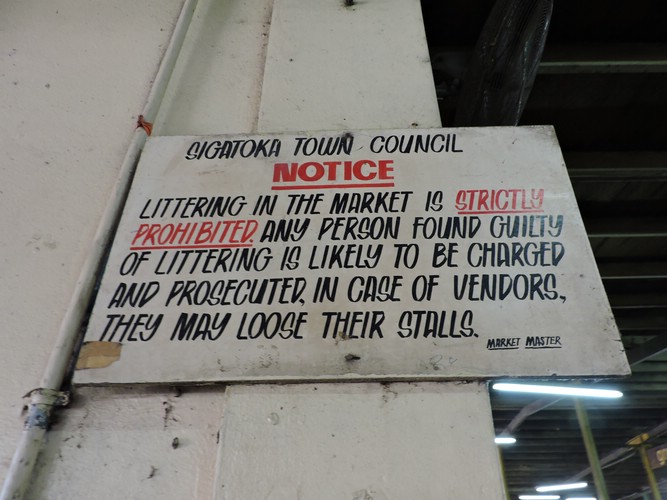 SIGATOKA TOWN COUNCIL
NOTICE
LITTERING IN THE MARKET IS STRICTLY
PROHIBITED. ANY PERSON FOUND GUILTY
OF LITTERING IS LIKELY TO BE CHARGED
AND PROSECUTED, IN CASE OF VENDORS,
THEY MAY LOOSE THEIR STALLS.
MARKET MASTER